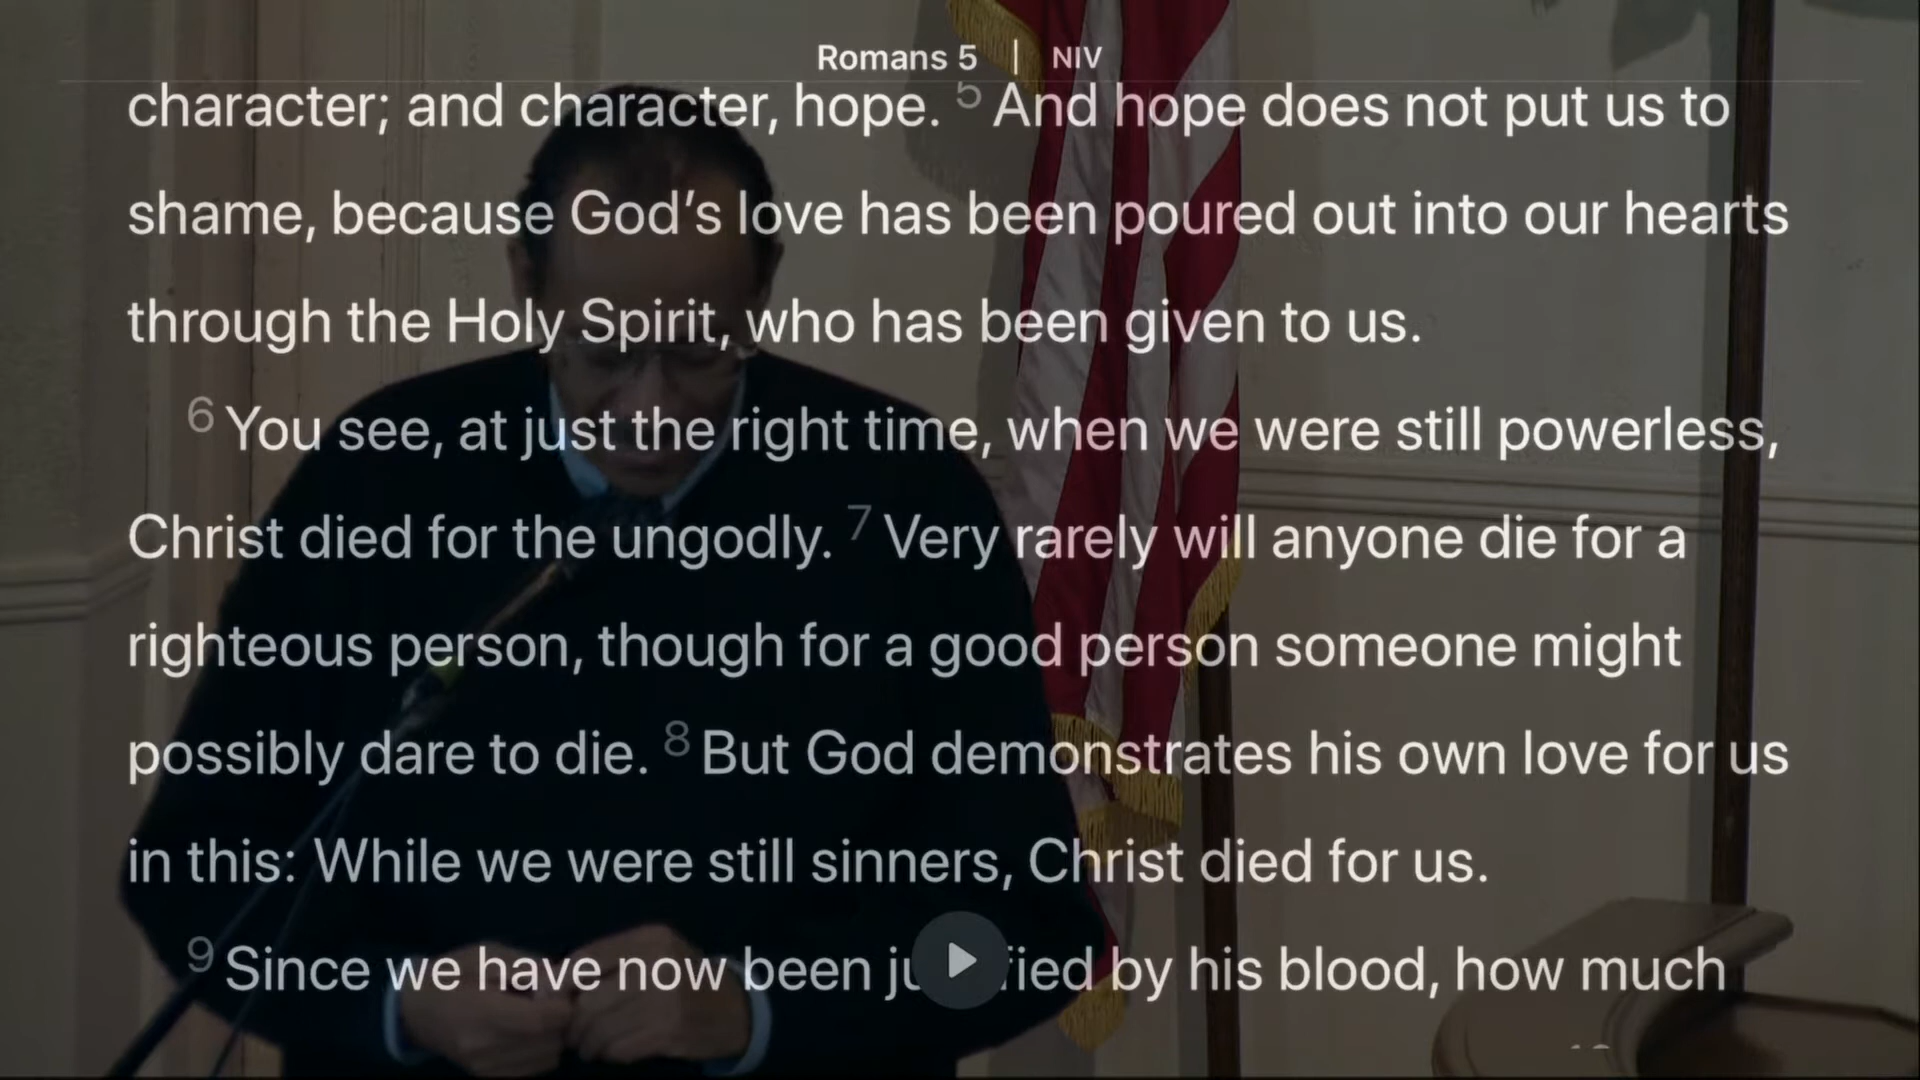 Romans 5 | NIV
character; and character, hope. 5 And hope does not put us to
shame, because God’s love has been poured out into our hearts
through the Holy Spirit, who has been given to us.
6 You see, at just the right time, when we were still powerless,
Christ died for the ungodly. 7 Very rarely will anyone die for a
righteous person, though for a good person someone might
possibly dare to die. 8 But God demonstrates his own love for us
in this: While we were still sinners, Christ died for us.
9 Since we have now been by his blood, how much